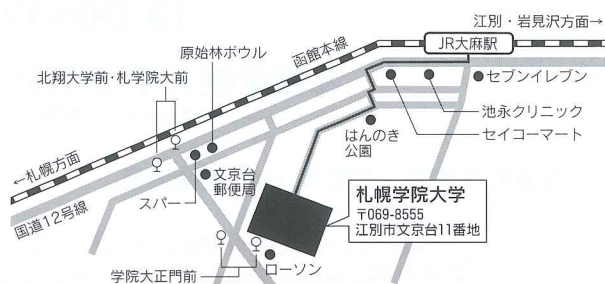 江別・岩見沢方面→
JR大麻駅
函館本線
原始林ボウル
北翔大学前・札学院大前
セブンイレブン
池永クリニック
セイコーマート
はんのき
公園
←札幌方面
国道12号線
文京台
郵便局
スパー
札幌学院大学
〒069-8555
江別市文京台11番地
ローソン
学院大正門前